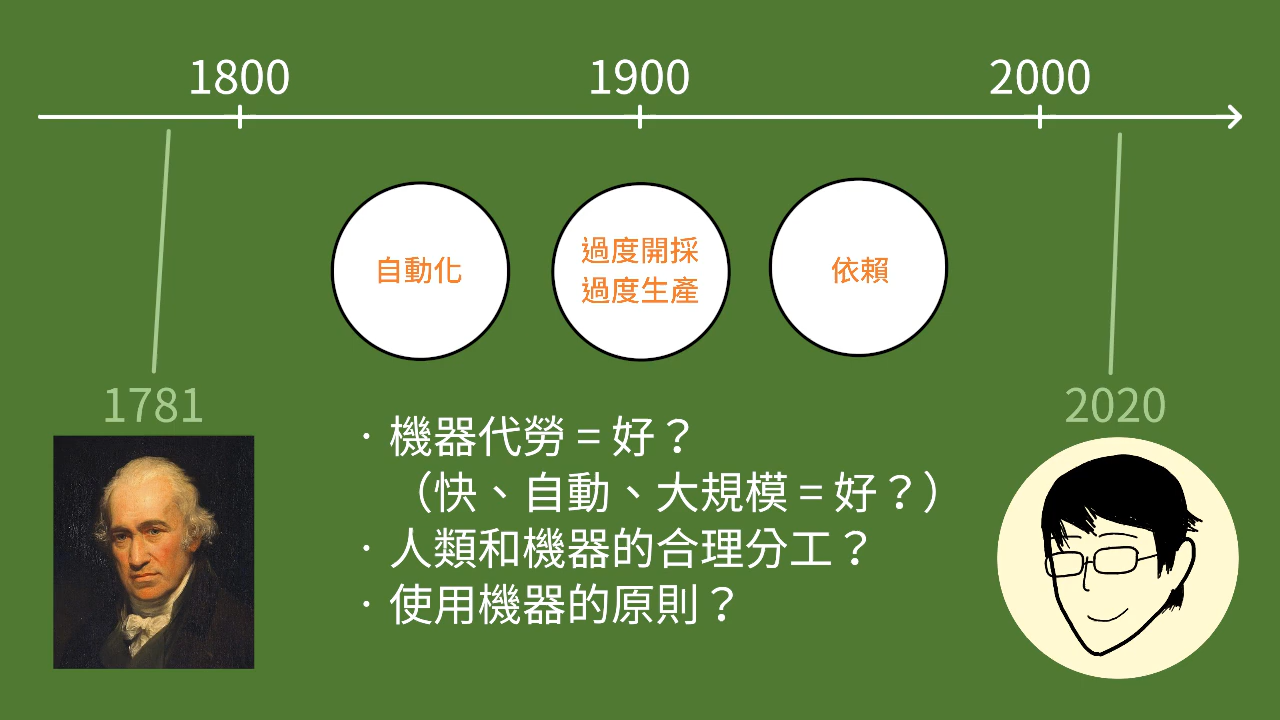 1800
1900
2000
自動化
過度開採
過度生產
依賴
1781
2020
· 機器代勞 = 好？
（快、自動、大規模 = 好？）
· 人類和機器的合理分工？
· 使用機器的原則？